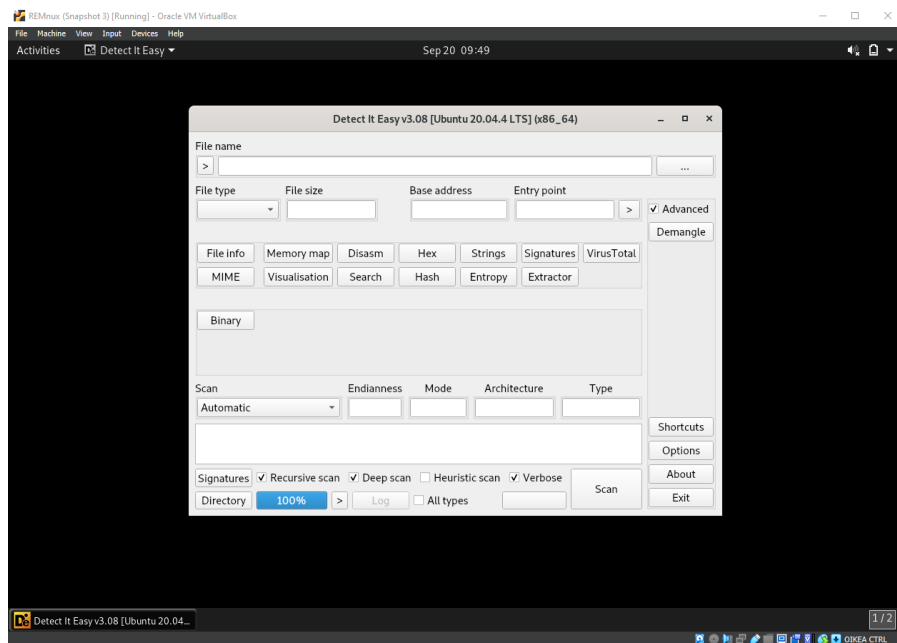 REMnux (Snapshot 3) [Running] - Oracle VM VirtualBox
File Machine View Input Devices Help
Activities Detect It Easy Sep 20 09:49
Detect It Easy v3.08 [Ubuntu 20.04.4 LTS] (x86_64)
File name
> ...
File type File size Base address Entry point
> Advanced
Demangle
File info Memory map Disasm Hex Strings Signatures VirusTotal
MIME Visualisation Search Hash Entropy Extractor
Binary
Scan Endianness Mode Architecture Type
Automatic
Shortcuts
Options
Signatures Recursive scan Deep scan Heuristic scan Verbose Scan About
Directory 100% > Log All types Exit
Detect It Easy v3.08 [Ubuntu 20.04... 1/2
OIKEA CTRL